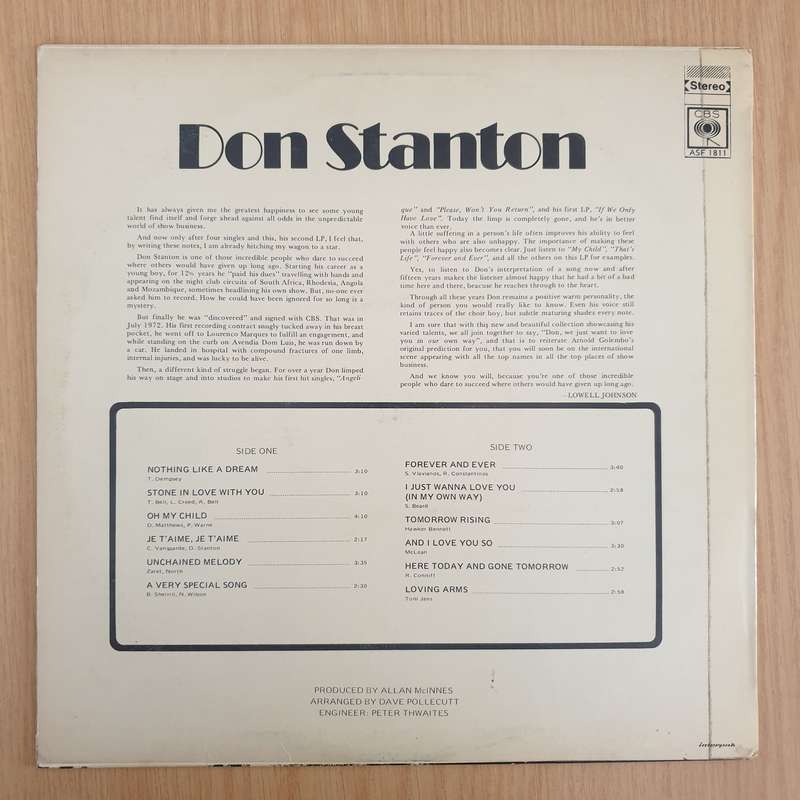 Stereo
CBS
ASF 1811
Don Stanton
It has always given me the greatest happiness to see some young
talent find itself and forge ahead against all odds in the unpredictable
world of show business.
And now only after four singles and this, his second LP, I feel that,
by writing these notes, I am already hitching my wagon to a star.
Don Stanton is one of those incredible people who dare to succeed
where others would have given up long ago. Starting his career as a
young boy, for 12½ years he "paid his dues" travelling with bands and
appearing on the night club circuits of South Africa, Rhodesia, Angola
and Mozambique, sometimes headlining his own show. But, no-one ever
asked him to record. How he could have been ignored for so long is a
mystery.
But finally he was "discovered" and signed with CBS. That was in
July 1972. His first recording contract snugly tucked away in his breast
pocket, he went off to Lourenco Marques to fulfill an engagement, and
while standing on the curb on Avendia Dom Luis, he was run down by
a car. He landed in hospital with compound fractures of one limb,
internal injuries, and was lucky to be alive.
Then, a different kind of struggle began. For over a year Don limped
his way on stage and into studios to make his first hit singles, "Angeli-
que" and "Please, Won't You Return", and his first LP, "If We Only
Have Love". Today the limp is completely gone, and he's in better
voice than ever.
A little suffering in a person's life often improves his ability to feel
with others who are also unhappy. The importance of making these
people feel happy also becomes clear. Just listen to "My Child", "That's
Life", "Forever and Ever", and all the others on this LP for examples.
Yes, to listen to Don's interpretation of a song now and after
fifteen years makes the listener almost happy that he had a bit of a bad
time here and there, beacuse he reaches through to the heart.
Through all these years Don remains a positive warm personality, the
kind of person you would really like to know. Even his voice still
retains traces of the choir boy, but subtle maturing shades every note.
I am sure that with this new and beautiful collection showcasing his
varied talents, we all join together to say, "Don, we just want to love
you in our own way", and that is to reiterate Arnold Golembo's
original prediction for you, that you will soon be on the international
scene appearing with all the top names in all the top places of show
business.
And we know you will, because you're one of those incredible
people who dare to succeed where others would have given up long ago.
—LOWELL JOHNSON
SIDE ONE
NOTHING LIKE A DREAM 3:10
T. Dempsey
STONE IN LOVE WITH YOU 3:10
T. Bell, L. Creed, R. Bell
OH MY CHILD 4:10
D. Matthews, P. Warne
JE T'AIME, JE T'AIME 2:17
C. Vangarde, D. Stanton
UNCHAINED MELODY 3:35
Zaret, North
A VERY SPECIAL SONG 2:30
B. Sherrill, N. Wilson
SIDE TWO
FOREVER AND EVER 3:40
S. Vlavianos, R. Constantinos
I JUST WANNA LOVE YOU 2:58
(IN MY OWN WAY)
S. Beard
TOMORROW RISING 3:07
Hawker Bennett
AND I LOVE YOU SO 3:30
McLean
HERE TODAY AND GONE TOMORROW 2:52
R. Conniff
LOVING ARMS 2:58
Tom Jans
PRODUCED BY ALLAN McINNES
ARRANGED BY DAVE POLLECUTT
ENGINEER: PETER THWAITES
interpak